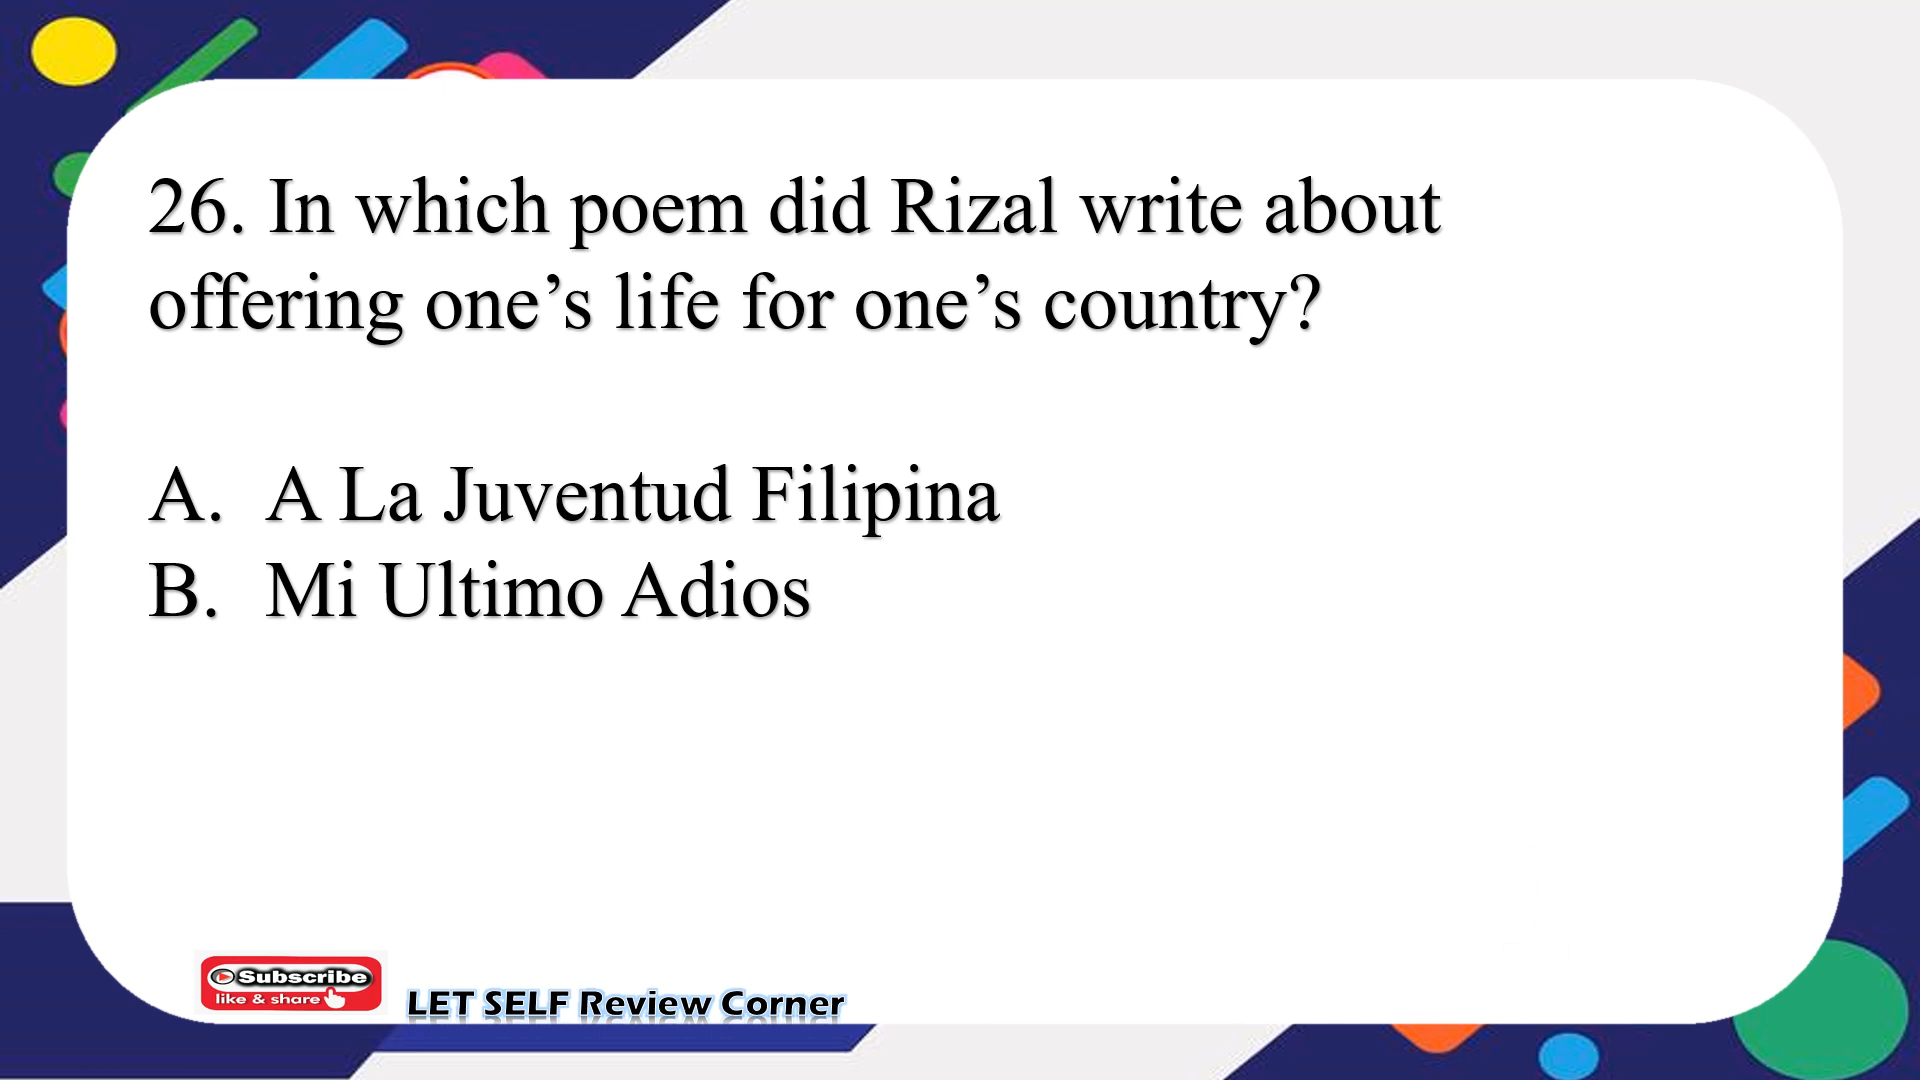 26. In which poem did Rizal write about
offering one’s life for one’s country?
A. A La Juventud Filipina
B. Mi Ultimo Adios
Subscribe
like & share
LET SELF Review Corner